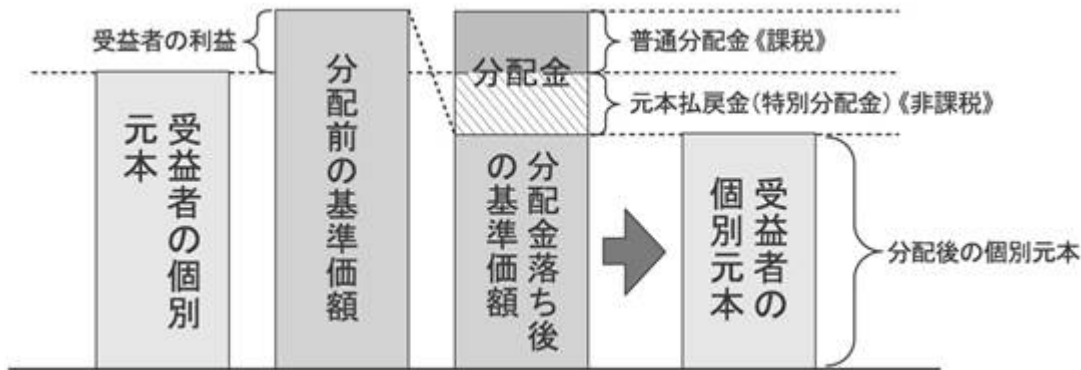 受益者の利益
受益者の個別
元本
分配前の基準価額
分配金
分配金落ち後
の基準価額
普通分配金《課税》
元本払戻金(特別分配金)《非課税》
受益者の
個別元本
分配後の個別元本